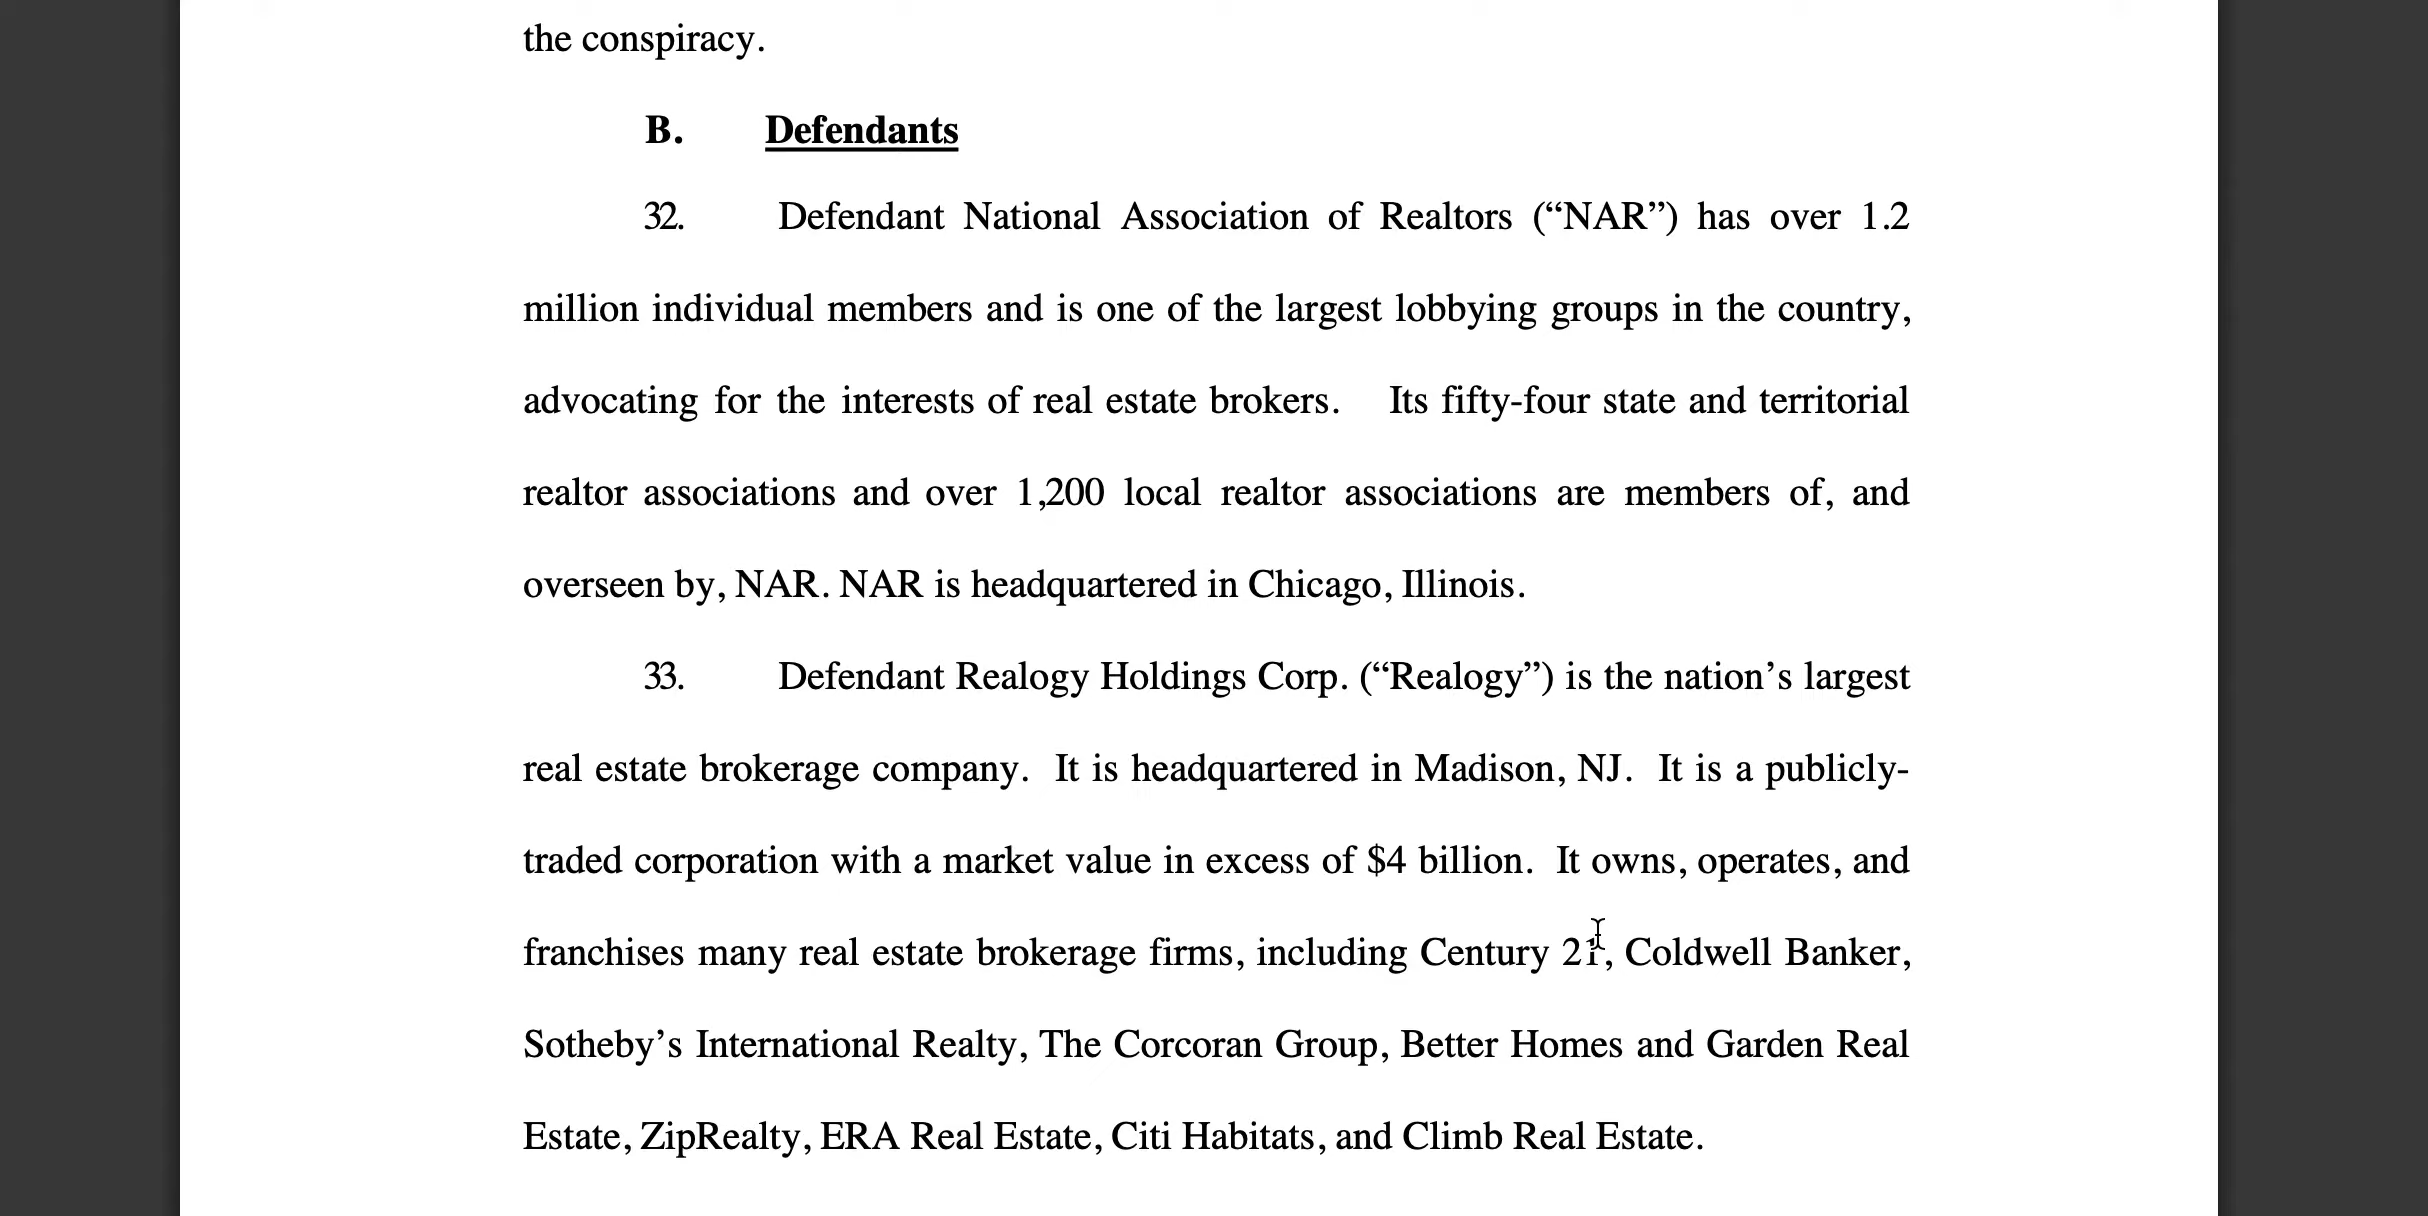 the conspiracy.
B. Defendants
32. Defendant National Association of Realtors (“NAR”) has over 1.2
million individual members and is one of the largest lobbying groups in the country,
advocating for the interests of real estate brokers. Its fifty-four state and territorial
realtor associations and over 1,200 local realtor associations are members of, and
overseen by, NAR. NAR is headquartered in Chicago, Illinois.
33. Defendant Realogy Holdings Corp. (“Realogy”) is the nation’s largest
real estate brokerage company. It is headquartered in Madison, NJ. It is a publicly-
traded corporation with a market value in excess of $4 billion. It owns, operates, and
franchises many real estate brokerage firms, including Century 21, Coldwell Banker,
Sotheby’s International Realty, The Corcoran Group, Better Homes and Garden Real
Estate, ZipRealty, ERA Real Estate, Citi Habitats, and Climb Real Estate.